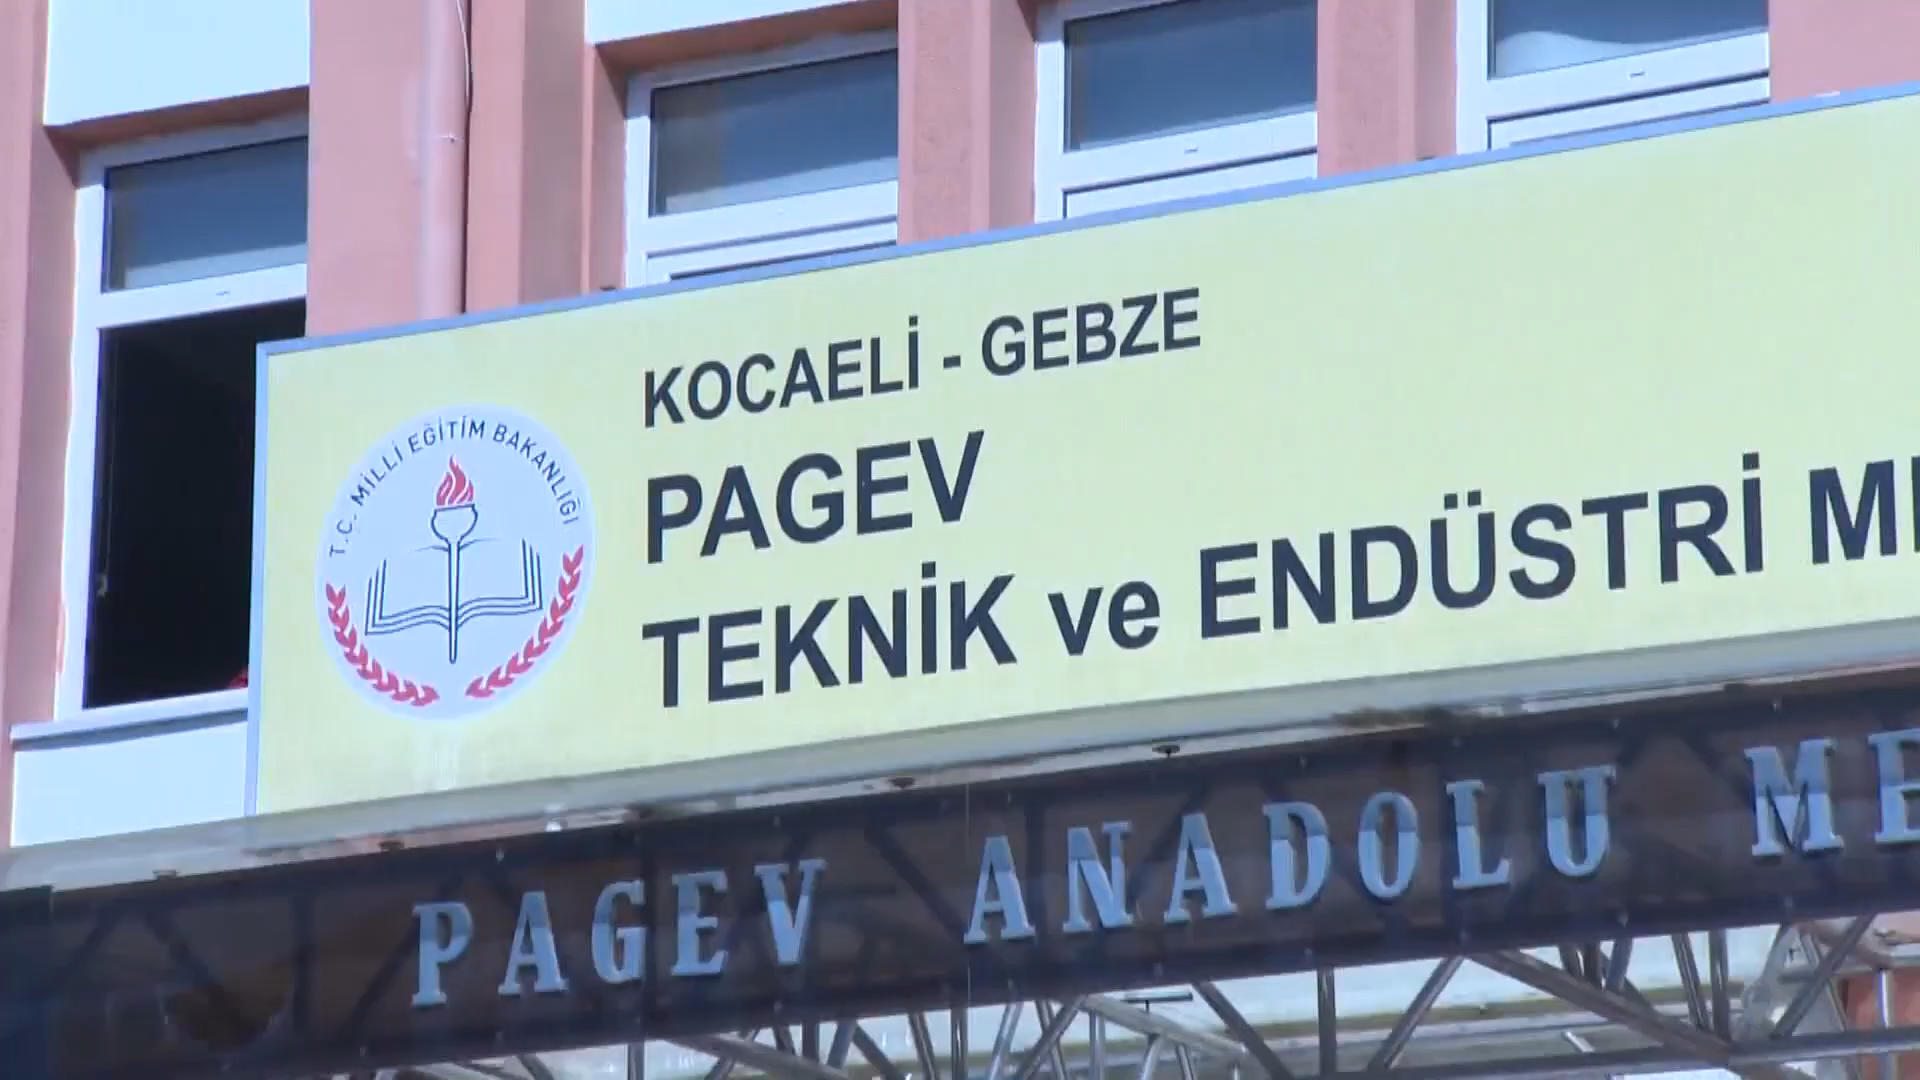 KOCAELİ - GEBZE
T.C. MİLLİ EĞİTİM BAKANLIĞI
PAGEV
TEKNİK ve ENDÜSTRİ
PAGEV ANADOLU